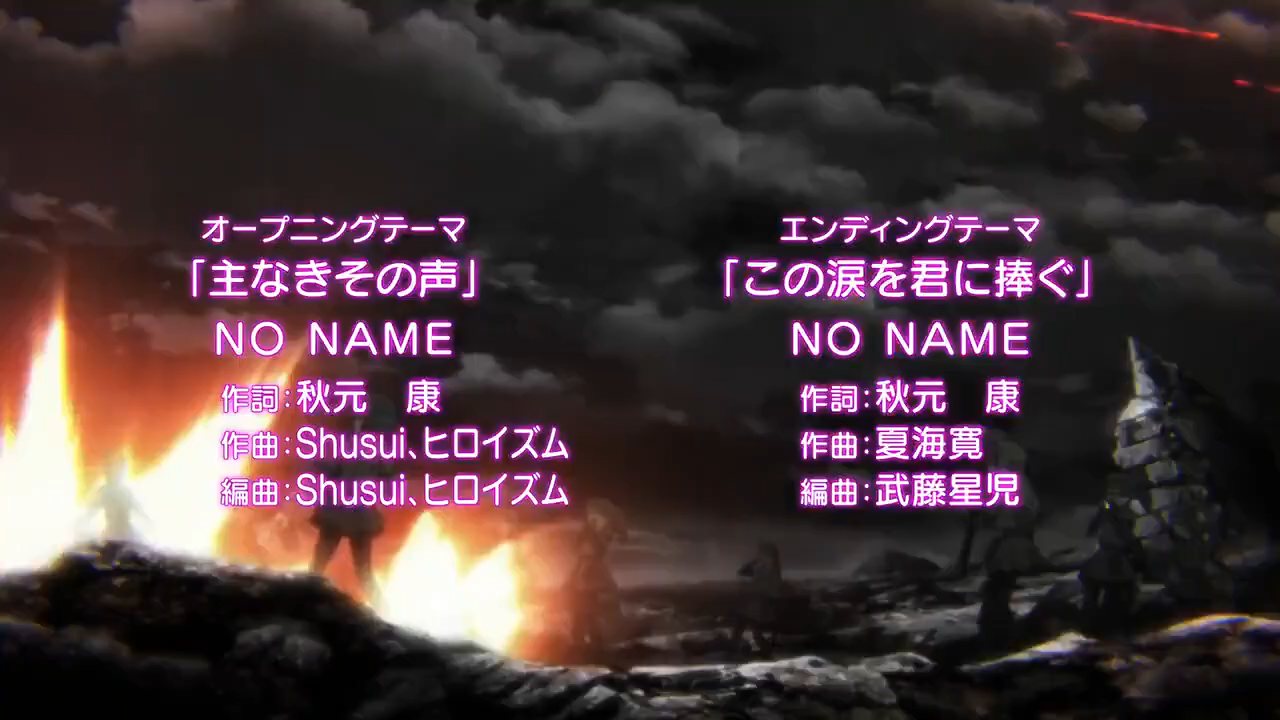 オープニングテーマ
「主なきその声」
NO NAME
作詞:秋元　康
作曲:Shusui、ヒロイズム
編曲:Shusui、ヒロイズム
エンディングテーマ
「この涙を君に捧ぐ」
NO NAME
作詞:秋元　康
作曲:夏海寛
編曲:武藤星児